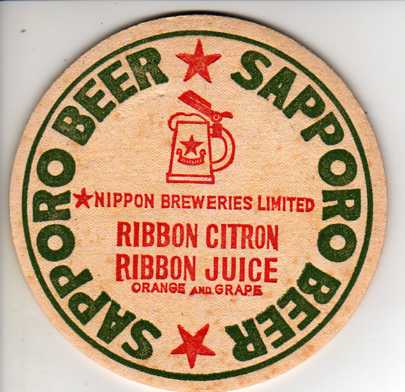 SAPPORO BEER ★ SAPPORO BEER ★
★NIPPON BREWERIES LIMITED
RIBBON CITRON
RIBBON JUICE
ORANGE AND GRAPE